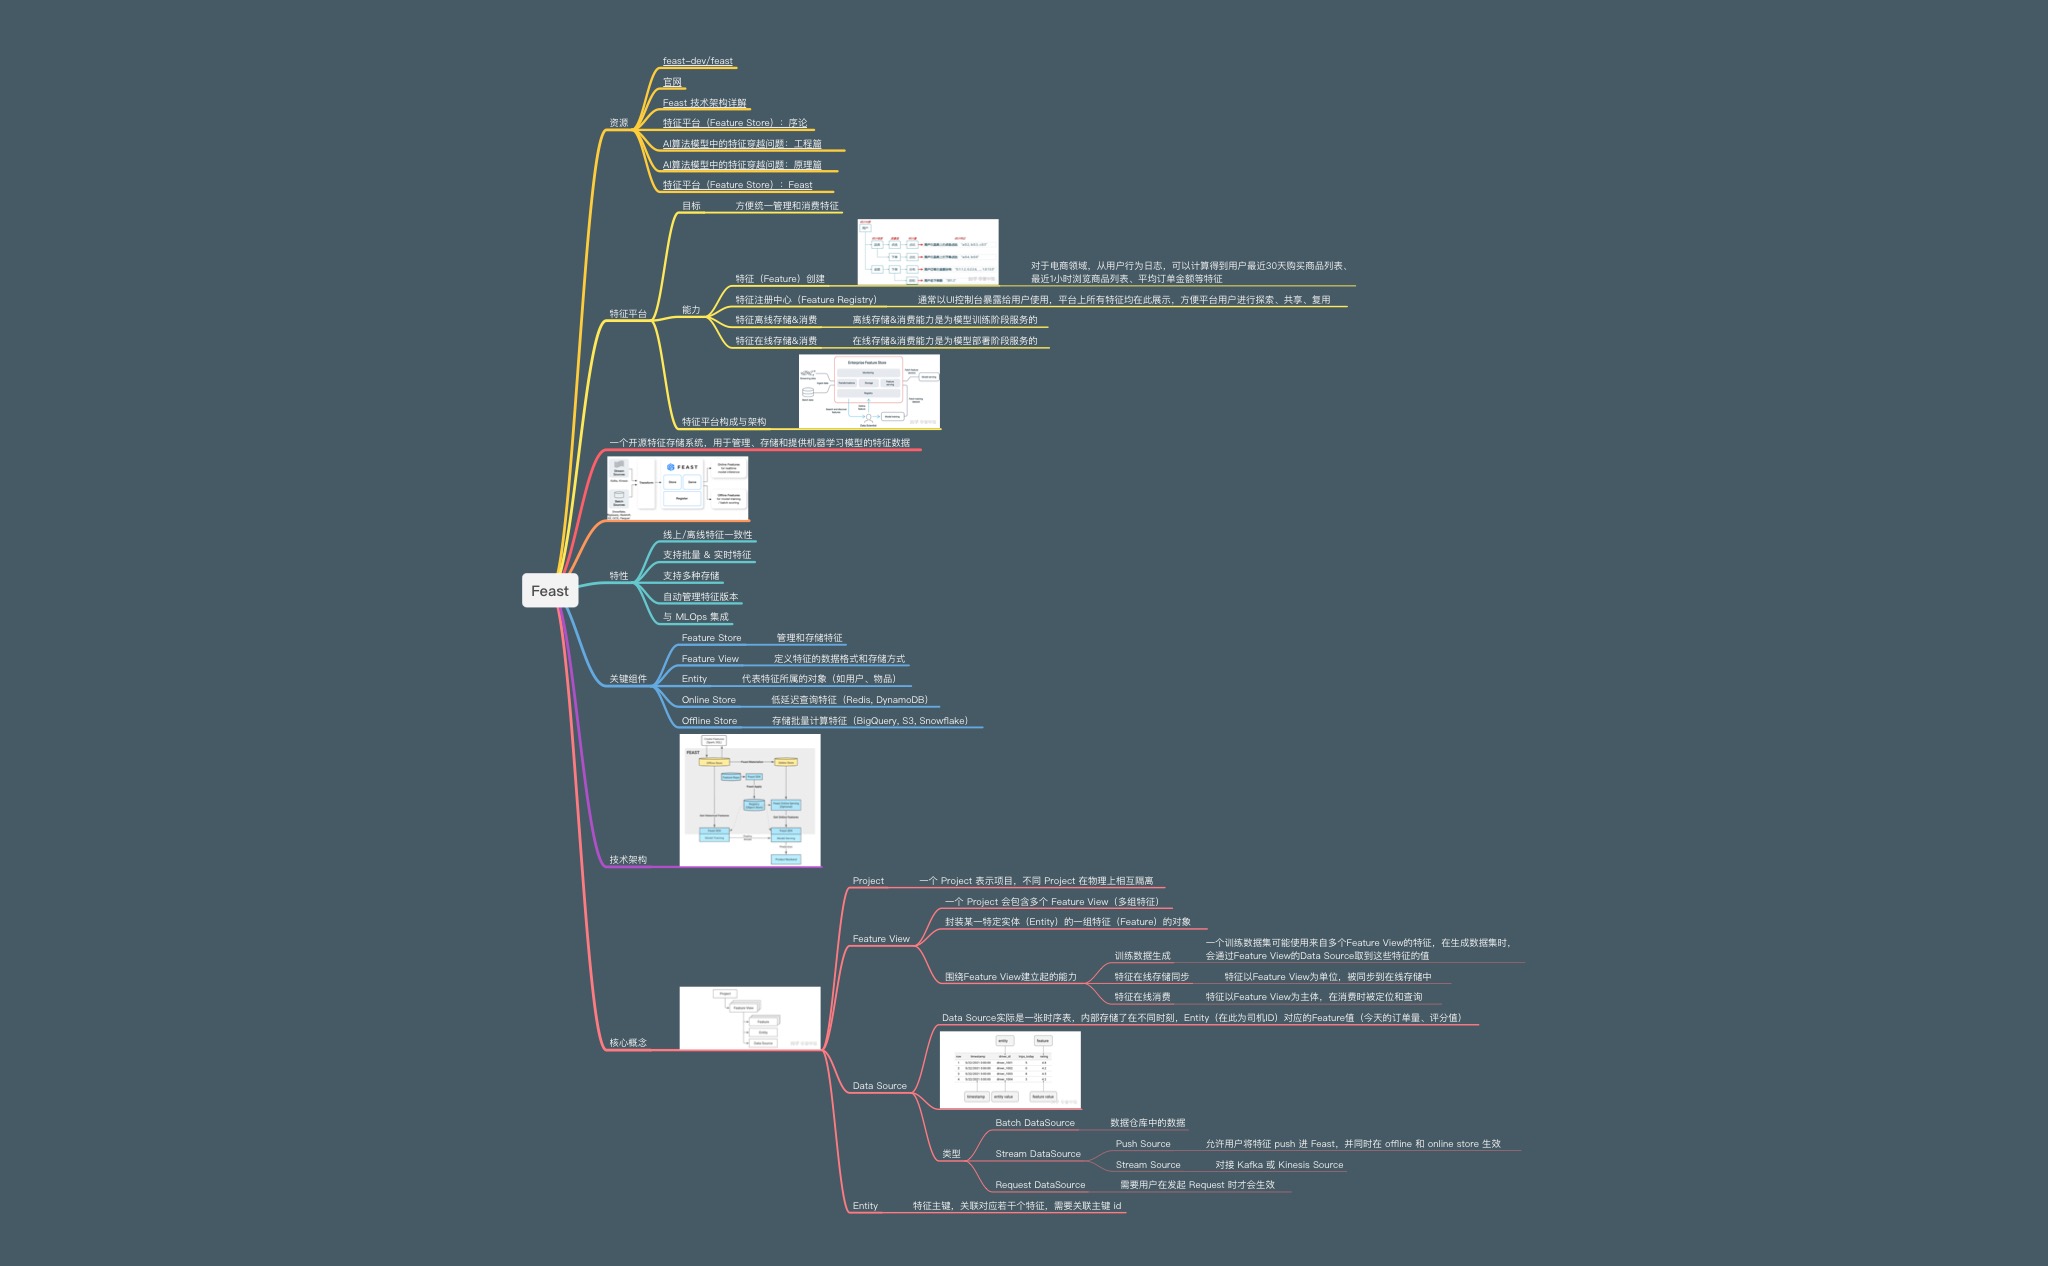 feast-dev/feast
官网
Feast 技术架构详解
资源
特征平台（Feature Store）：序论
AI算法模型中的特征穿越问题：工程篇
AI算法模型中的特征穿越问题：原理篇
特征平台（Feature Store）：Feast
目标
方便统一管理和消费特征
特征（Feature）创建
对于电商领域，从用户行为日志，可以计算得到用户最近30天购买商品列表、
最近1小时浏览商品列表、平均订单金额等特征
特征注册中心（Feature Registry）
通常以UI控制台暴露给用户使用，平台上所有特征均在此展示，方便平台用户进行探索、共享、复用
能力
特征平台
特征离线存储&消费
离线存储&消费能力是为模型训练阶段服务的
特征在线存储&消费
在线存储&消费能力是为模型部署阶段服务的
Enterprise Feature Store
特征平台构成与架构
一个开源特征存储系统，用于管理、存储和提供机器学习模型的特征数据
FEAST
Transform
Store
Serve
Register
线上/离线特征一致性
支持批量 & 实时特征
特性
支持多种存储
自动管理特征版本
与 MLOps 集成
Feast
Feature Store
管理和存储特征
Feature View
定义特征的数据格式和存储方式
关键组件
Entity
代表特征所属的对象（如用户、物品）
Online Store
低延迟查询特征（Redis, DynamoDB）
Offline Store
存储批量计算特征（BigQuery, S3, Snowflake）
FEAST
技术架构
Project
一个 Project 表示项目，不同 Project 在物理上相互隔离
一个 Project 会包含多个 Feature View（多组特征）
封装某一特定实体（Entity）的一组特征（Feature）的对象
Feature View
围绕Feature View建立起的能力
训练数据生成
一个训练数据集可能使用来自多个Feature View的特征，在生成数据集时，
会通过Feature View的Data Source取到这些特征的值
特征在线存储同步
特征以Feature View为单位，被同步到在线存储中
特征在线消费
特征以Feature View为主体，在消费时被定位和查询
Project
Feature View
Feature
Entity
Data Source
核心概念
Data Source实际是一张时序表，内部存储了在不同时刻，Entity（在此为司机ID）对应的Feature值（今天的订单量、评分值）
entity
feature
timestamp
entity value
feature value
Data Source
Batch DataSource
数据仓库中的数据
类型
Stream DataSource
Push Source
允许用户将特征 push 进 Feast，并同时在 offline 和 online store 生效
Stream Source
对接 Kafka 或 Kinesis Source
Request DataSource
需要用户在发起 Request 时才会生效
Entity
特征主键，关联对应若干个特征，需要关联主键 id